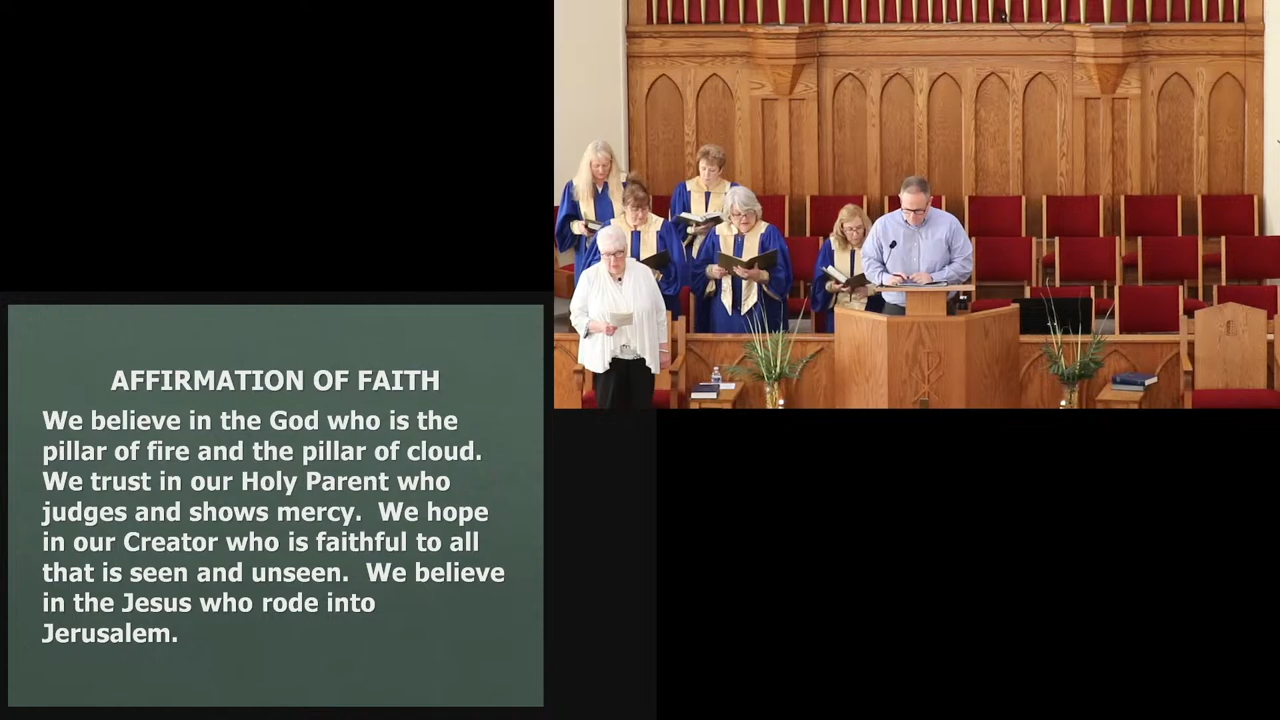 AFFIRMATION OF FAITH
We believe in the God who is the
pillar of fire and the pillar of cloud.
We trust in our Holy Parent who
judges and shows mercy.  We hope
in our Creator who is faithful to all
that is seen and unseen.  We believe
in the Jesus who rode into
Jerusalem.